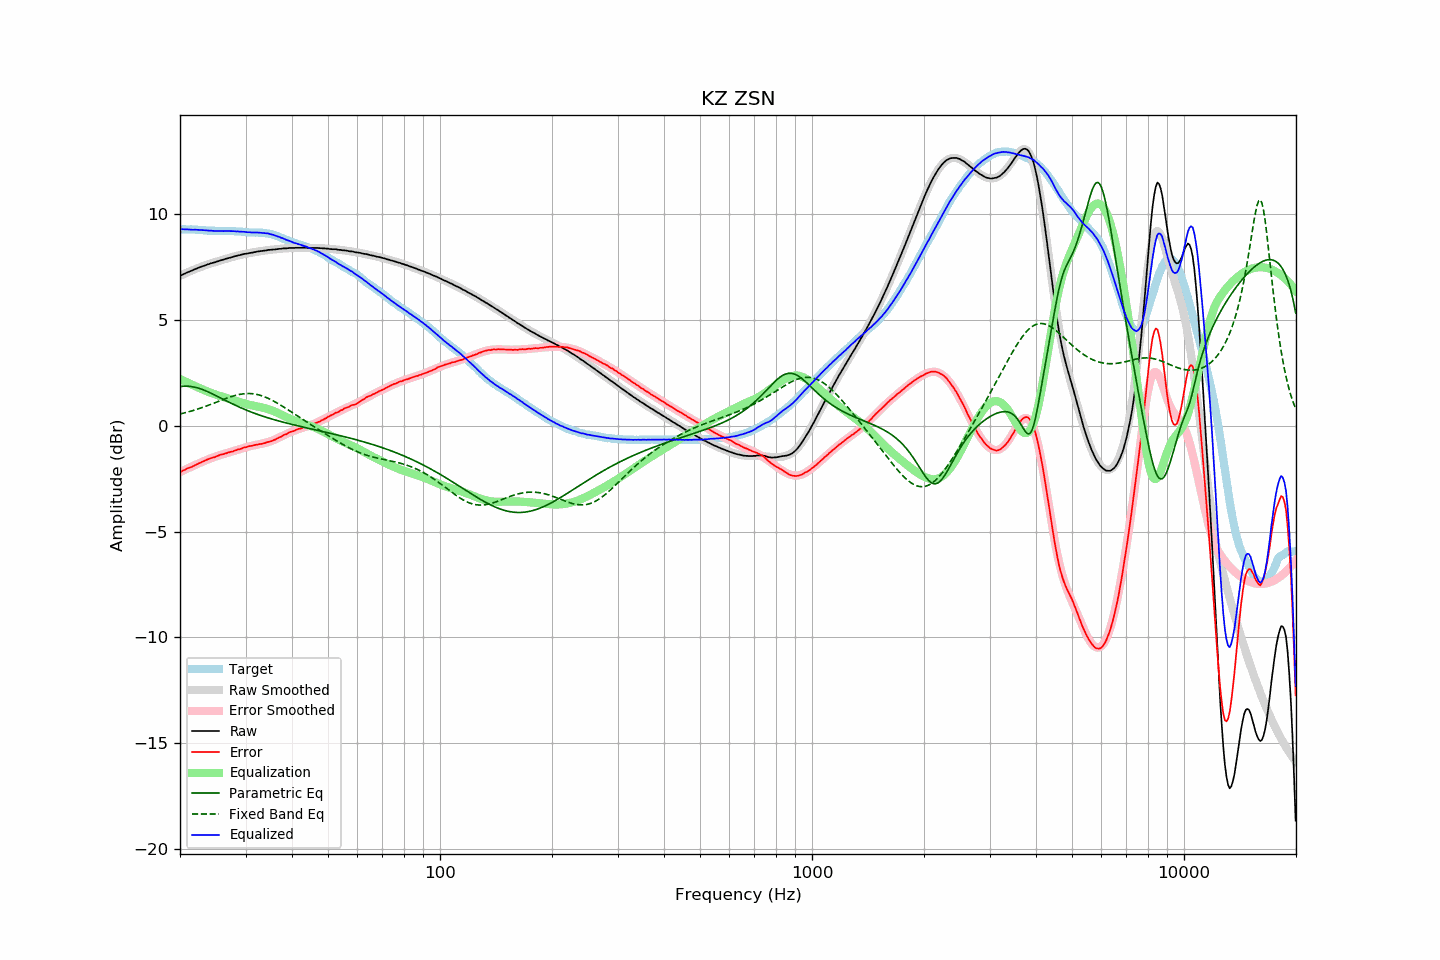 KZ ZSN
Amplitude (dBr)
10
5
0
−5
−10
−15
−20
Target
Raw Smoothed
Error Smoothed
Raw
Error
Equalization
Parametric Eq
Fixed Band Eq
Equalized
100
1000
10000
Frequency (Hz)